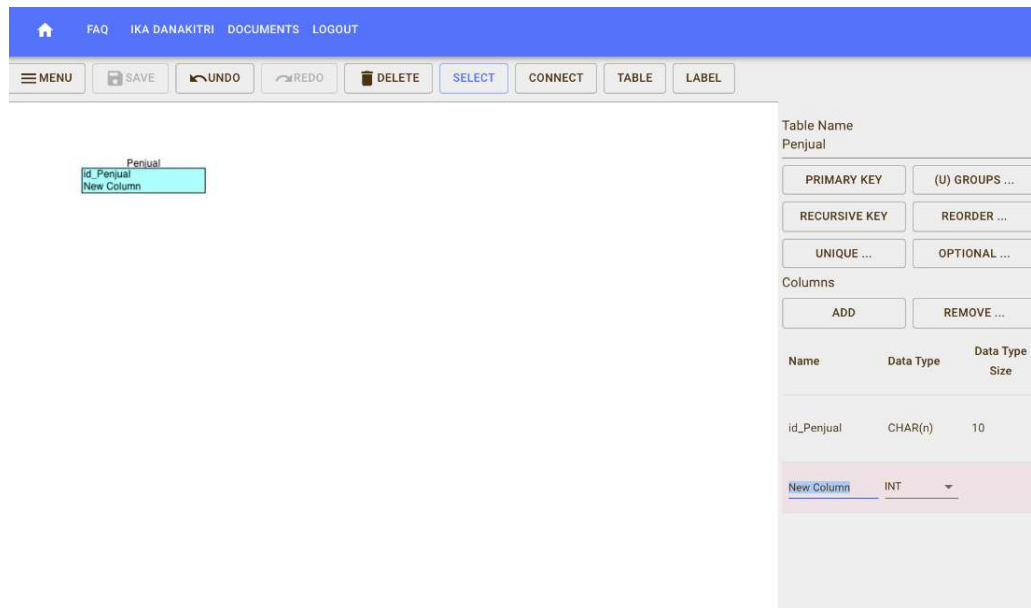 FAQ IKA DANAKITRI DOCUMENTS LOGOUT
MENU SAVE UNDO REDO DELETE SELECT CONNECT TABLE LABEL
Penjual
id_Penjual
New Column
Table Name
Penjual
PRIMARY KEY (U) GROUPS ...
RECURSIVE KEY REORDER ...
UNIQUE ... OPTIONAL ...
Columns
ADD REMOVE ...
Name Data Type Data Type Size
id_Penjual CHAR(n) 10
New Column INT